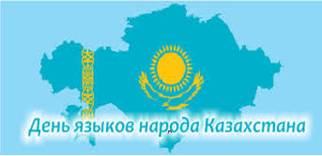 День языков народа Казахстана